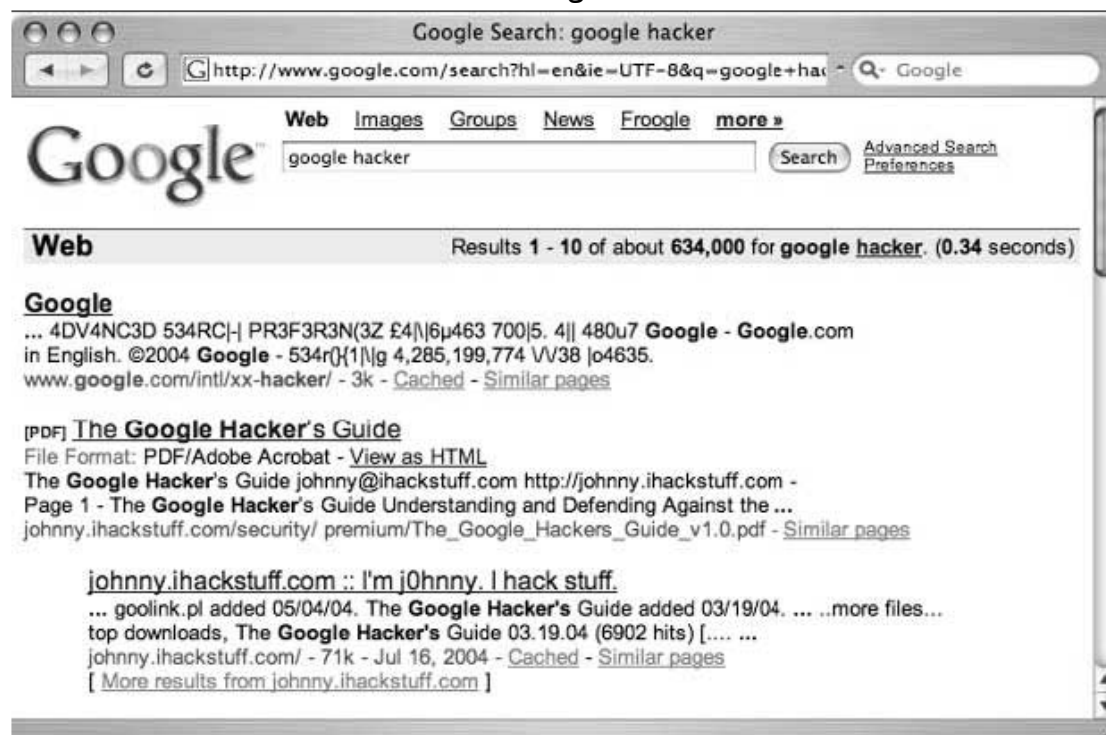 Google Search: google hacker
http://www.google.com/search?hl=en&ie=UTF-8&q=google+hac
Google
Web Images Groups News Froogle more »
Google
google hacker
Search
Advanced Search
Preferences
Web Results 1 - 10 of about 634,000 for google hacker. (0.34 seconds)
Google
... 4DV4NC3D 534RC|-| PR3F3R3N(3Z £4|\|6µ463 700|5. 4|| 480u7 Google - Google.com
in English. ©2004 Google - 534r(){1|\|g 4,285,199,774 \/\/38 |o4635.
www.google.com/intl/xx-hacker/ - 3k - Cached - Similar pages
[PDF] The Google Hacker's Guide
File Format: PDF/Adobe Acrobat - View as HTML
The Google Hacker's Guide johnny@ihackstuff.com http://johnny.ihackstuff.com -
Page 1 - The Google Hacker's Guide Understanding and Defending Against the ...
johnny.ihackstuff.com/security/ premium/The_Google_Hackers_Guide_v1.0.pdf - Similar pages
johnny.ihackstuff.com :: I'm j0hnny. I hack stuff.
... goolink.pl added 05/04/04. The Google Hacker's Guide added 03/19/04. ... ..more files...
top downloads, The Google Hacker's Guide 03.19.04 (6902 hits) [.... ...
johnny.ihackstuff.com/ - 71k - Jul 16, 2004 - Cached - Similar pages
[ More results from johnny.ihackstuff.com ]